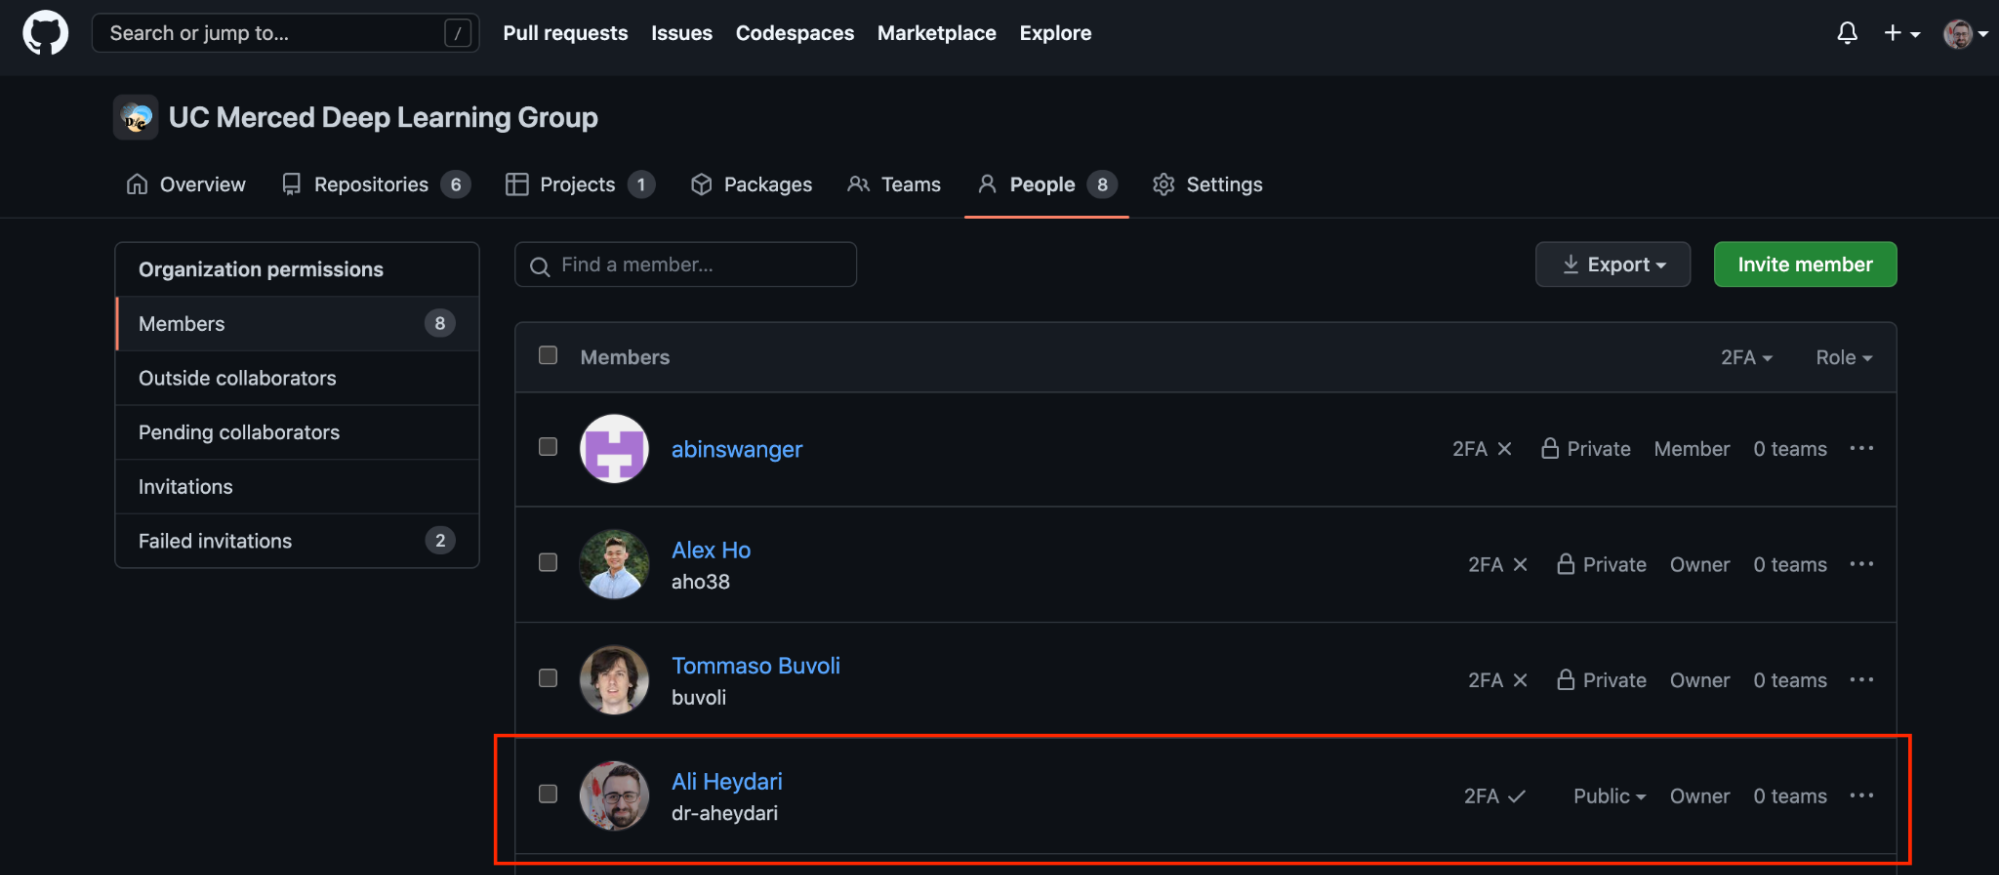 Search or jump to... /
Pull requests Issues Codespaces Marketplace Explore
UC Merced Deep Learning Group
Overview Repositories 6 Projects 1 Packages Teams People 8 Settings
Organization permissions
Members 8
Outside collaborators
Pending collaborators
Invitations
Failed invitations 2
Find a member...
Export
Invite member
Members 2FA Role
abinswanger
2FA Private Member 0 teams
Alex Ho
aho38
2FA Private Owner 0 teams
Tommaso Buvoli
buvoli
2FA Private Owner 0 teams
Ali Heydari
dr-aheydari
2FA Public Owner 0 teams